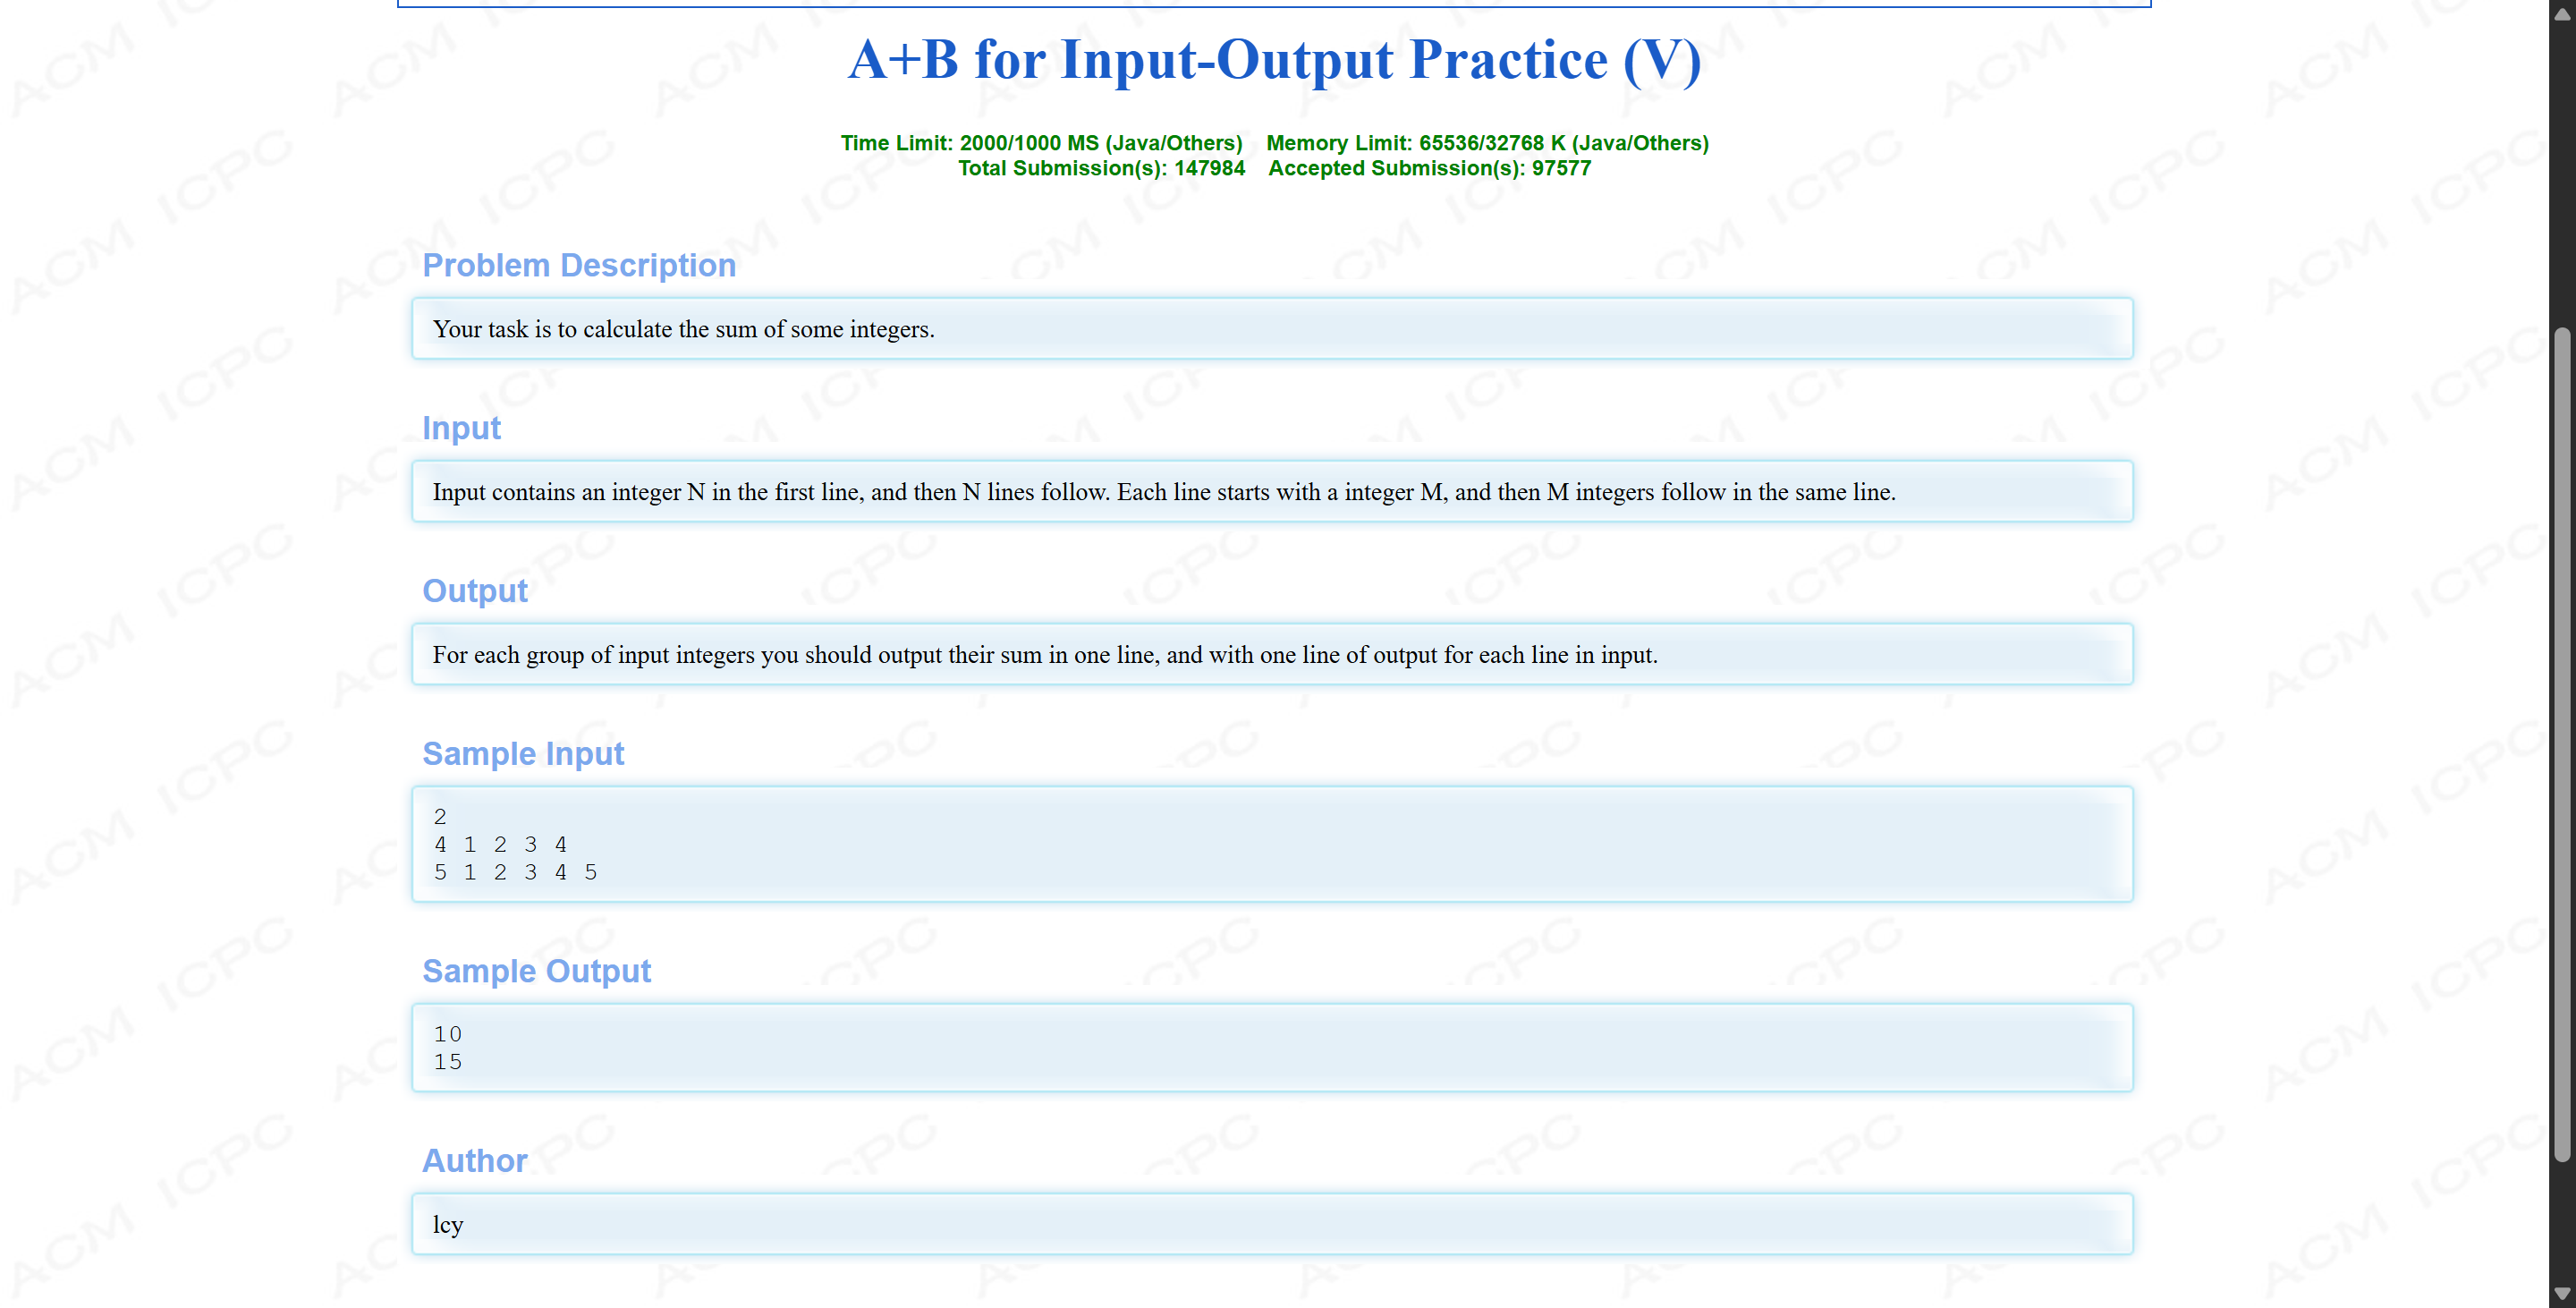 A+B for Input-Output Practice (V)
Time Limit: 2000/1000 MS (Java/Others)    Memory Limit: 65536/32768 K (Java/Others)
Total Submission(s): 147984    Accepted Submission(s): 97577
Problem Description
Your task is to calculate the sum of some integers.
Input
Input contains an integer N in the first line, and then N lines follow. Each line starts with a integer M, and then M integers follow in the same line.
Output
For each group of input integers you should output their sum in one line, and with one line of output for each line in input.
Sample Input
2
4 1 2 3 4
5 1 2 3 4 5
Sample Output
10
15
Author
lcy